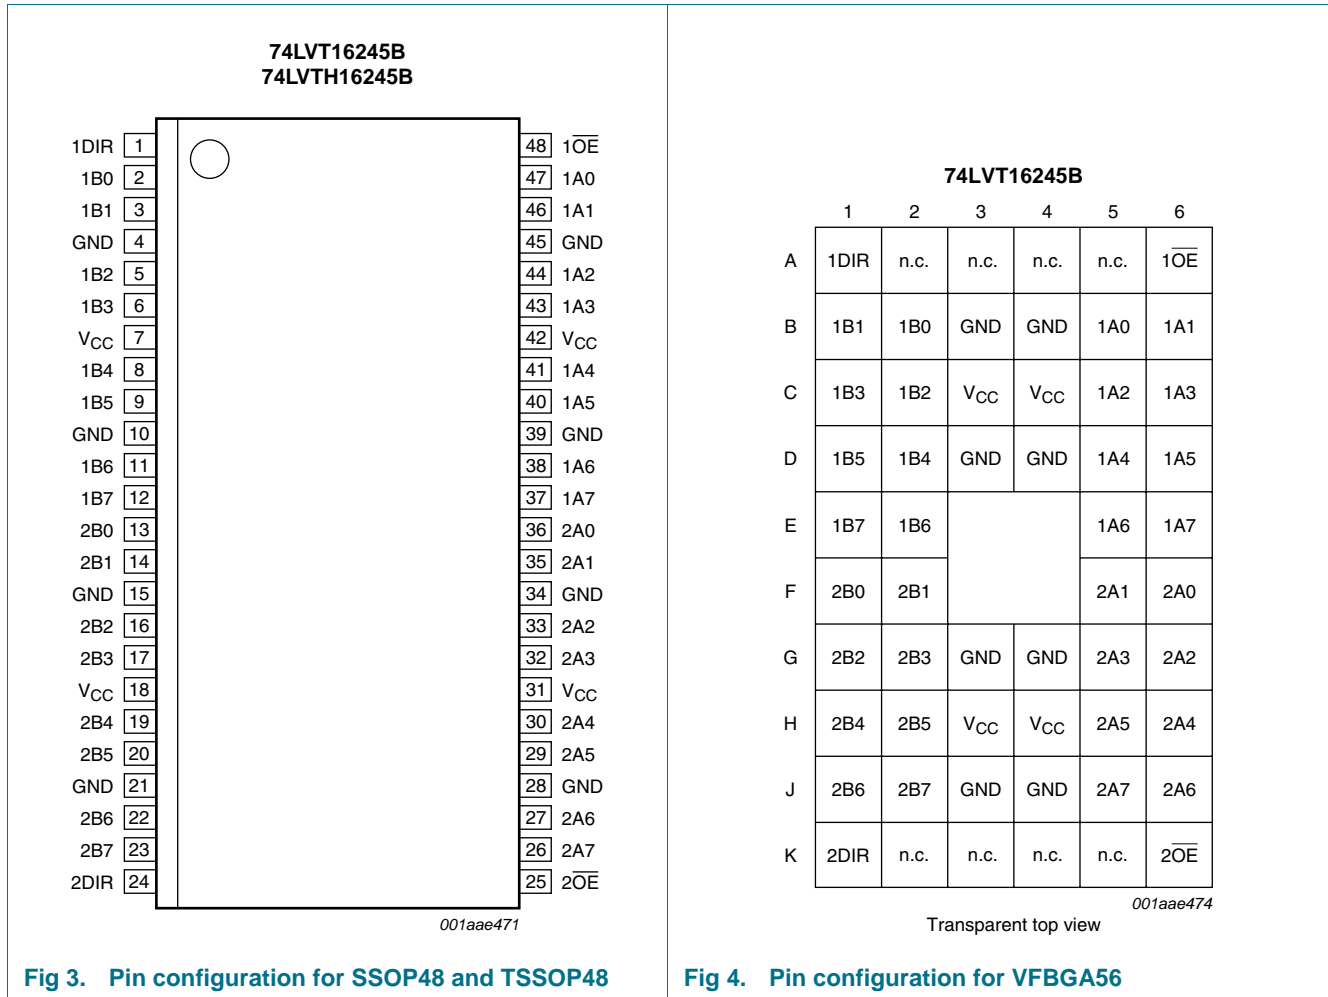 74LVT16245B
74LVTH16245B
1DIR 1 48 1OE
1B0 2 47 1A0
1B1 3 46 1A1
GND 4 45 GND
1B2 5 44 1A2
1B3 6 43 1A3
VCC 7 42 VCC
1B4 8 41 1A4
1B5 9 40 1A5
GND 10 39 GND
1B6 11 38 1A6
1B7 12 37 1A7
2B0 13 36 2A0
2B1 14 35 2A1
GND 15 34 GND
2B2 16 33 2A2
2B3 17 32 2A3
VCC 18 31 VCC
2B4 19 30 2A4
2B5 20 29 2A5
GND 21 28 GND
2B6 22 27 2A6
2B7 23 26 2A7
2DIR 24 25 2OE
001aae471
Fig 3. Pin configuration for SSOP48 and TSSOP48
74LVT16245B
1 2 3 4 5 6
A 1DIR n.c. n.c. n.c. n.c. 1OE
B 1B1 1B0 GND GND 1A0 1A1
C 1B3 1B2 VCC VCC 1A2 1A3
D 1B5 1B4 GND GND 1A4 1A5
E 1B7 1B6 1A6 1A7
F 2B0 2B1 2A1 2A0
G 2B2 2B3 GND GND 2A3 2A2
H 2B4 2B5 VCC VCC 2A5 2A4
J 2B6 2B7 GND GND 2A7 2A6
K 2DIR n.c. n.c. n.c. n.c. 2OE
001aae474
Transparent top view
Fig 4. Pin configuration for VFBGA56